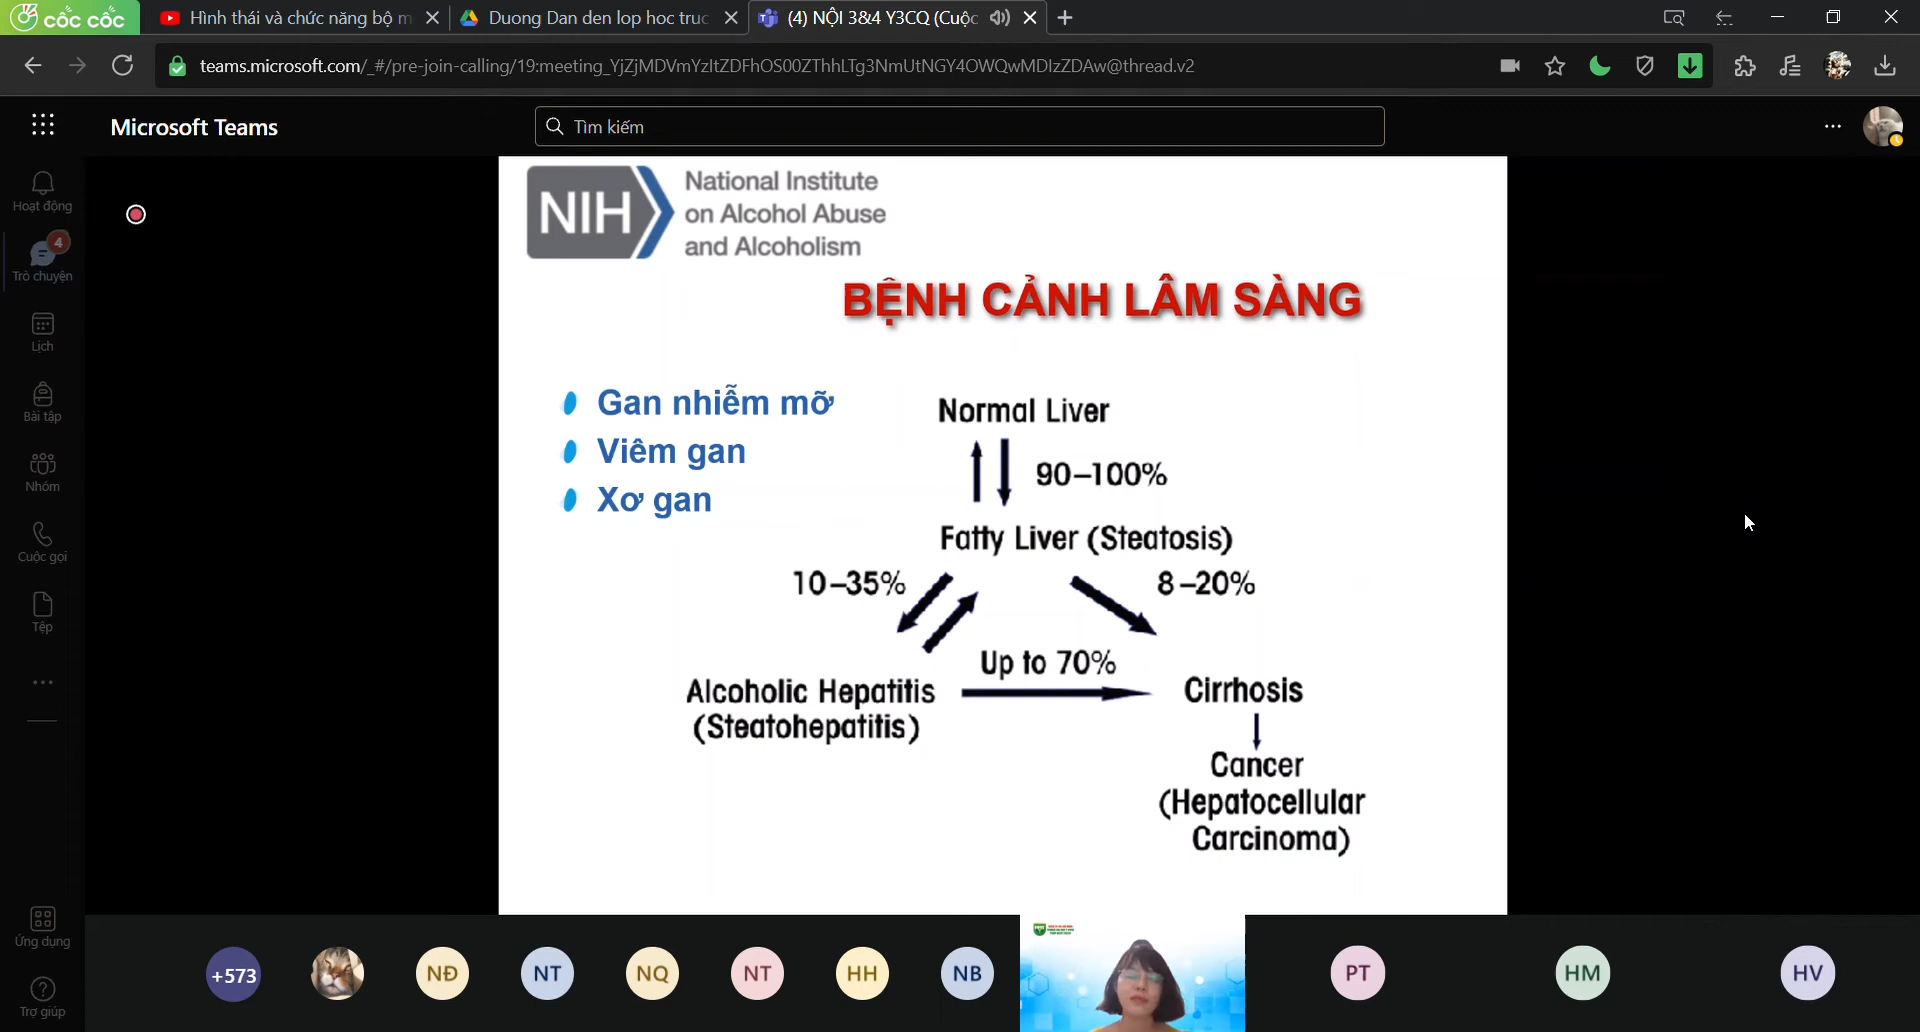 cốc cốc
Hình thái và chức năng bộ m
Duong Dan den lop hoc truc
(4) NỘI 3&4 Y3CQ (Cuộc
teams.microsoft.com/_#/pre-join-calling/19:meeting_YjZjMDVmYzItZDFhOS00ZThhLTg3NmUtNGY4OWQwMDIzZDAw@thread.v2
Microsoft Teams
Tìm kiếm
Hoạt động
4
Trò chuyện
Lịch
Bài tập
Nhóm
Cuộc gọi
Tệp
Ứng dụng
Trợ giúp
NIH
National Institute
on Alcohol Abuse
and Alcoholism
BỆNH CẢNH LÂM SÀNG
Gan nhiễm mỡ
Viêm gan
Xơ gan
Normal Liver
90–100%
Fatty Liver (Steatosis)
10–35%
8–20%
Up to 70%
Alcoholic Hepatitis
(Steatohepatitis)
Cirrhosis
Cancer
(Hepatocellular
Carcinoma)
+573
NĐ
NT
NQ
NT
HH
NB
PT
HM
HV